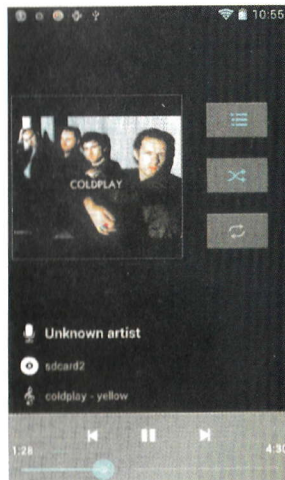 10:55
COLDPLAY
Unknown artist
sdcard2
coldplay - yellow
1:28
4:30